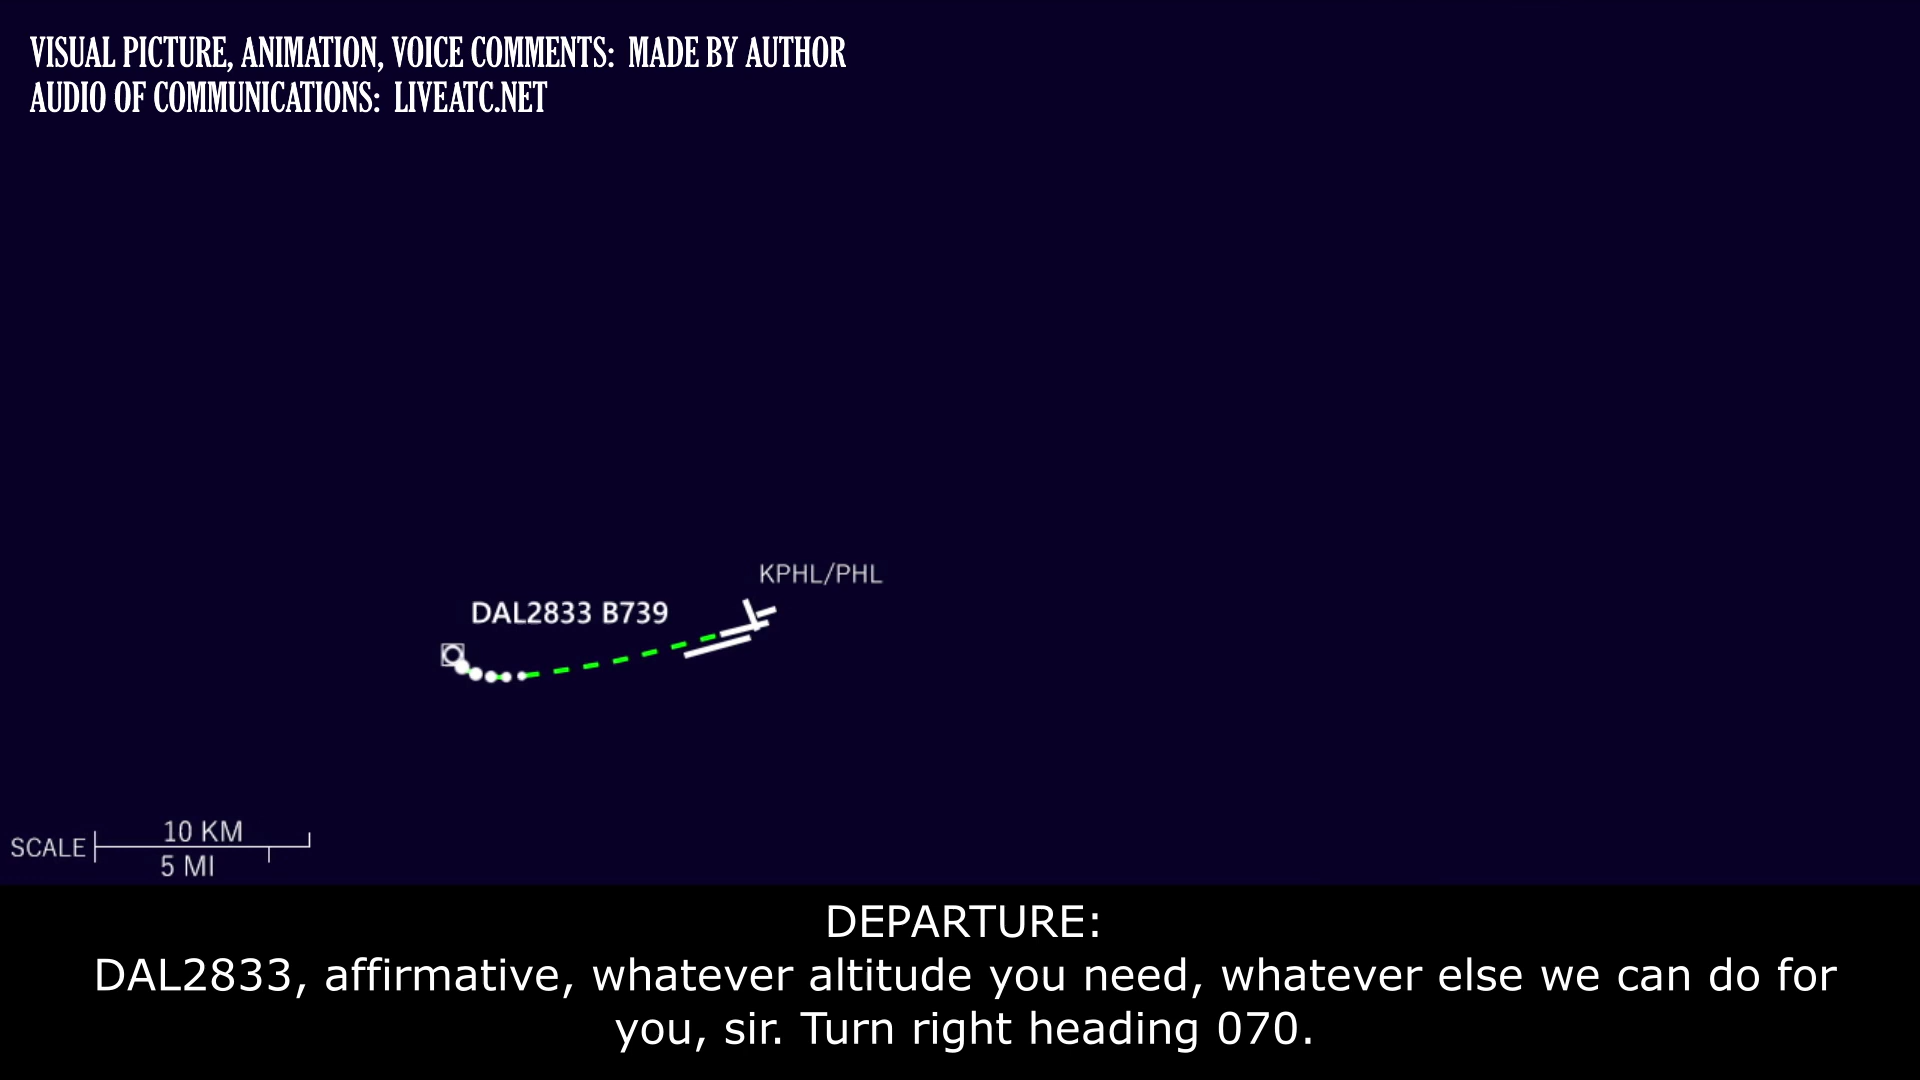 VISUAL PICTURE, ANIMATION, VOICE COMMENTS: MADE BY AUTHOR
AUDIO OF COMMUNICATIONS: LIVEATC.NET
KPHL/PHL
DAL2833 B739
10 KM
SCALE
5 MI
DEPARTURE:
DAL2833, affirmative, whatever altitude you need, whatever else we can do for
you, sir. Turn right heading 070.